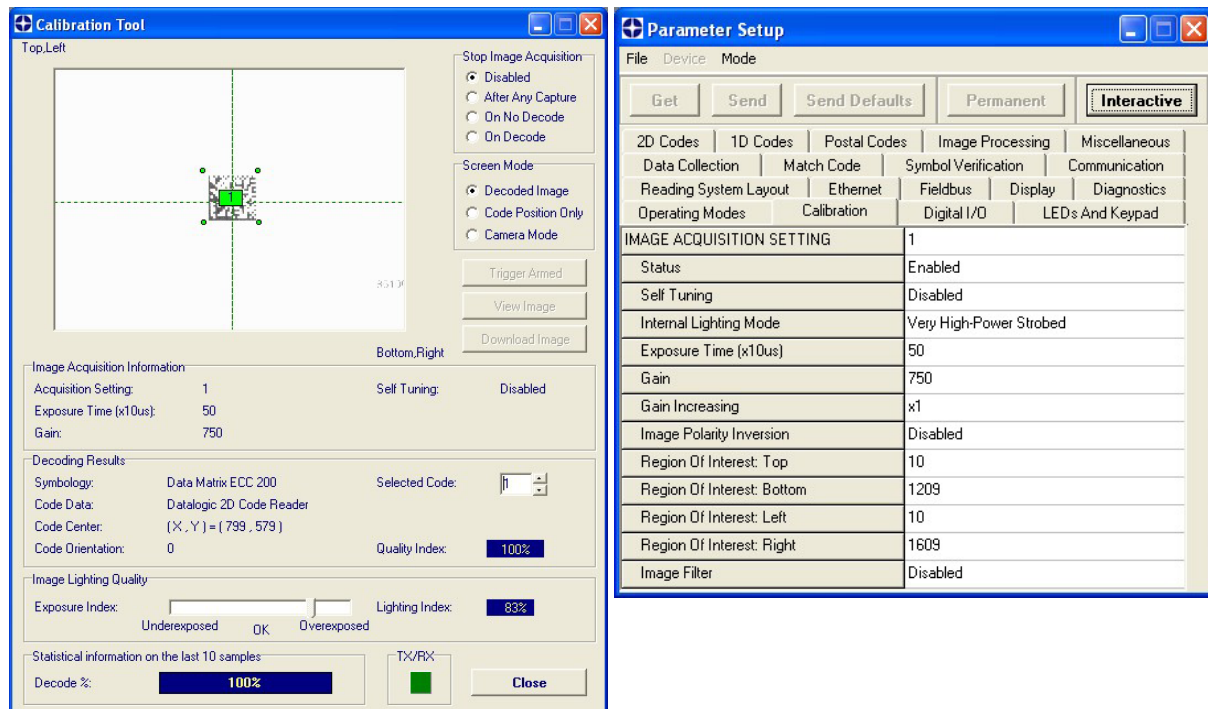 Calibration Tool
Top,Left
1
Bottom,Right
Stop Image Acquisition
Disabled
After Any Capture
On No Decode
On Decode
Screen Mode
Decoded Image
Code Position Only
Camera Mode
Trigger Armed
View Image
Download Image
Image Acquisition Information
Acquisition Setting: 1 Self Tuning: Disabled
Exposure Time (x10us): 50
Gain: 750
Decoding Results
Symbology: Data Matrix ECC 200 Selected Code: 1
Code Data: Datalogic 2D Code Reader
Code Center: ( X , Y ) = ( 799 , 579 )
Code Orientation: 0 Quality Index: 100%
Image Lighting Quality
Exposure Index: Lighting Index: 83%
Underexposed OK Overexposed
Statistical information on the last 10 samples TX/RX
Decode %: 100% Close
Parameter Setup
File Device Mode
Get Send Send Defaults Permanent Interactive
2D Codes 1D Codes Postal Codes Image Processing Miscellaneous
Data Collection Match Code Symbol Verification Communication
Reading System Layout Ethernet Fieldbus Display Diagnostics
Operating Modes Calibration Digital I/O LEDs And Keypad
IMAGE ACQUISITION SETTING 1
Status Enabled
Self Tuning Disabled
Internal Lighting Mode Very High-Power Strobed
Exposure Time (x10us) 50
Gain 750
Gain Increasing x1
Image Polarity Inversion Disabled
Region Of Interest: Top 10
Region Of Interest: Bottom 1209
Region Of Interest: Left 10
Region Of Interest: Right 1609
Image Filter Disabled